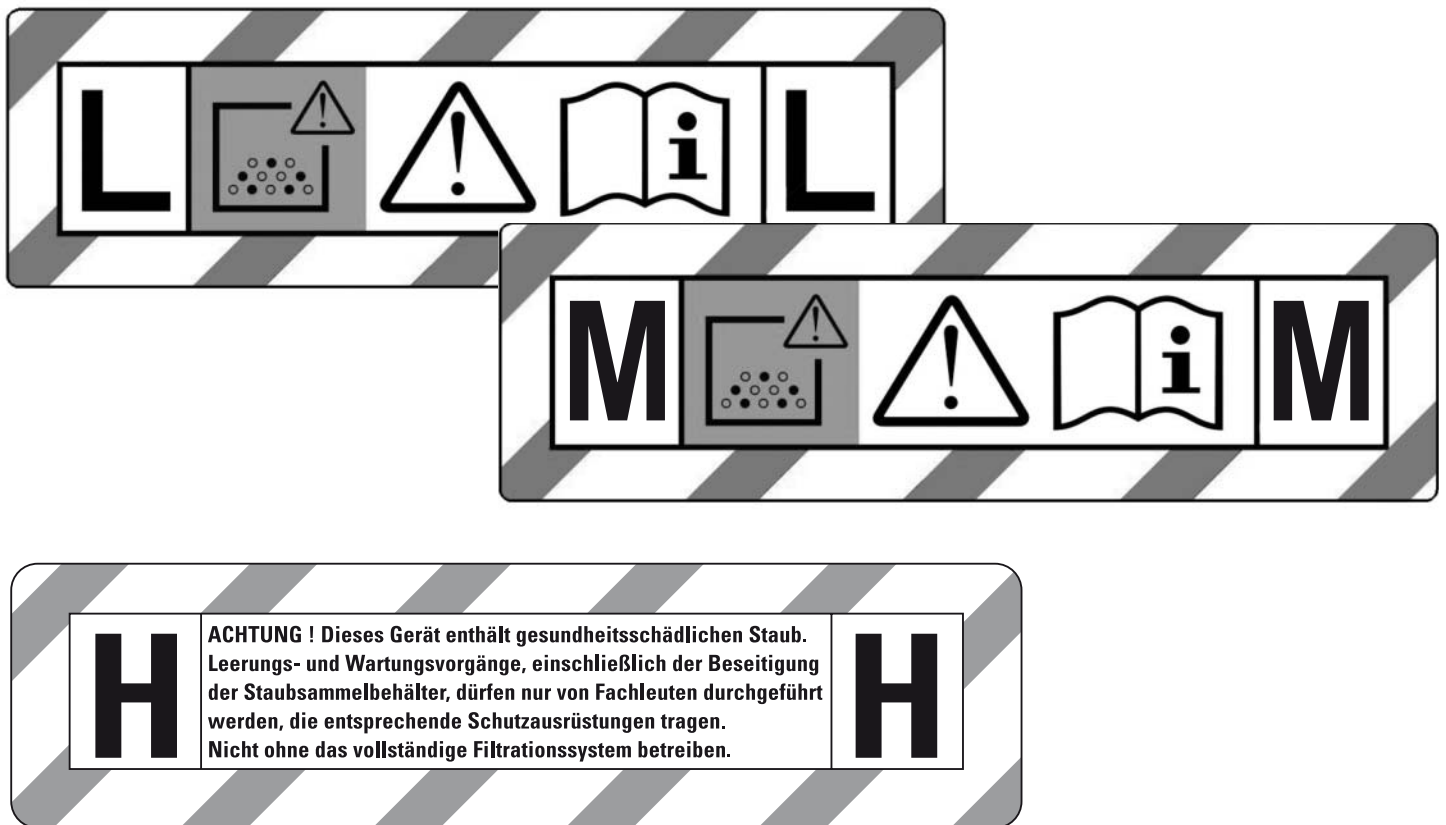 L L
M M
H H
ACHTUNG ! Dieses Gerät enthält gesundheitsschädlichen Staub.
Leerungs- und Wartungsvorgänge, einschließlich der Beseitigung
der Staubsammelbehälter, dürfen nur von Fachleuten durchgeführt
werden, die entsprechende Schutzausrüstungen tragen.
Nicht ohne das vollständige Filtrationssystem betreiben.